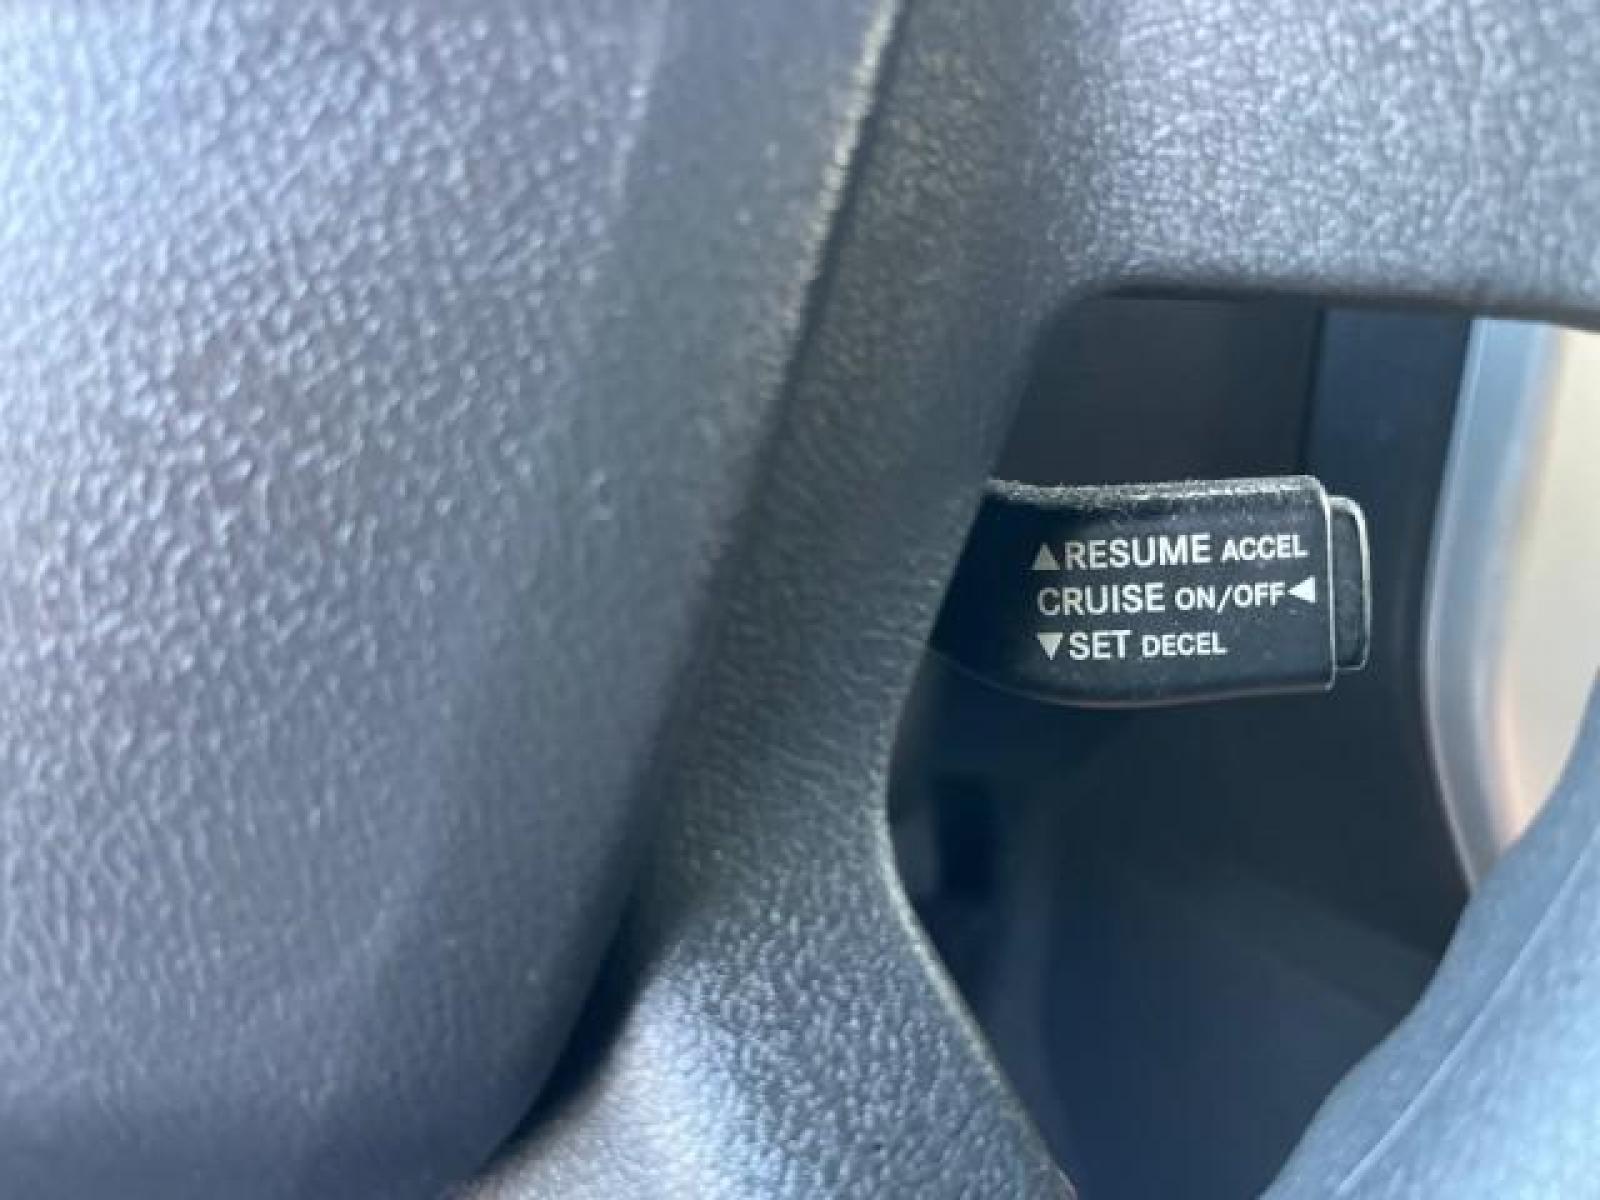 ▲RESUME ACCEL
CRUISE ON/OFF◀
▼SET DECEL